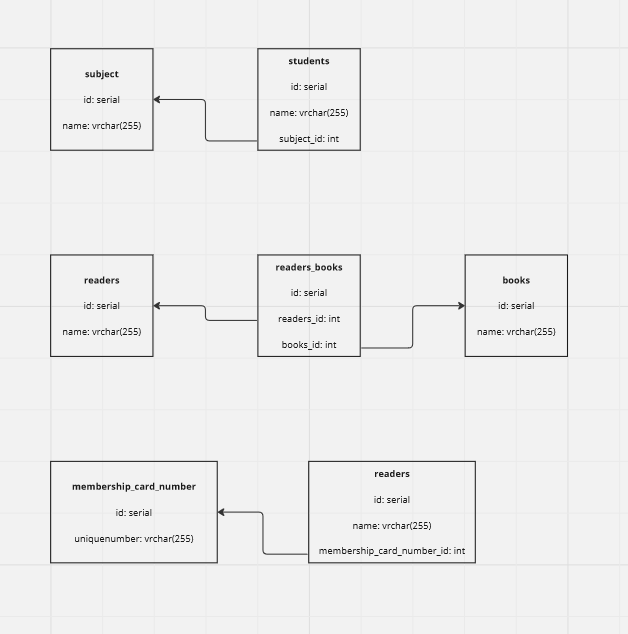 subject
id: serial
name: vrchar(255)
students
id: serial
name: vrchar(255)
subject_id: int
readers
id: serial
name: vrchar(255)
readers_books
id: serial
readers_id: int
books_id: int
books
id: serial
name: vrchar(255)
membership_card_number
id: serial
uniquenumber: vrchar(255)
readers
id: serial
name: vrchar(255)
membership_card_number_id: int